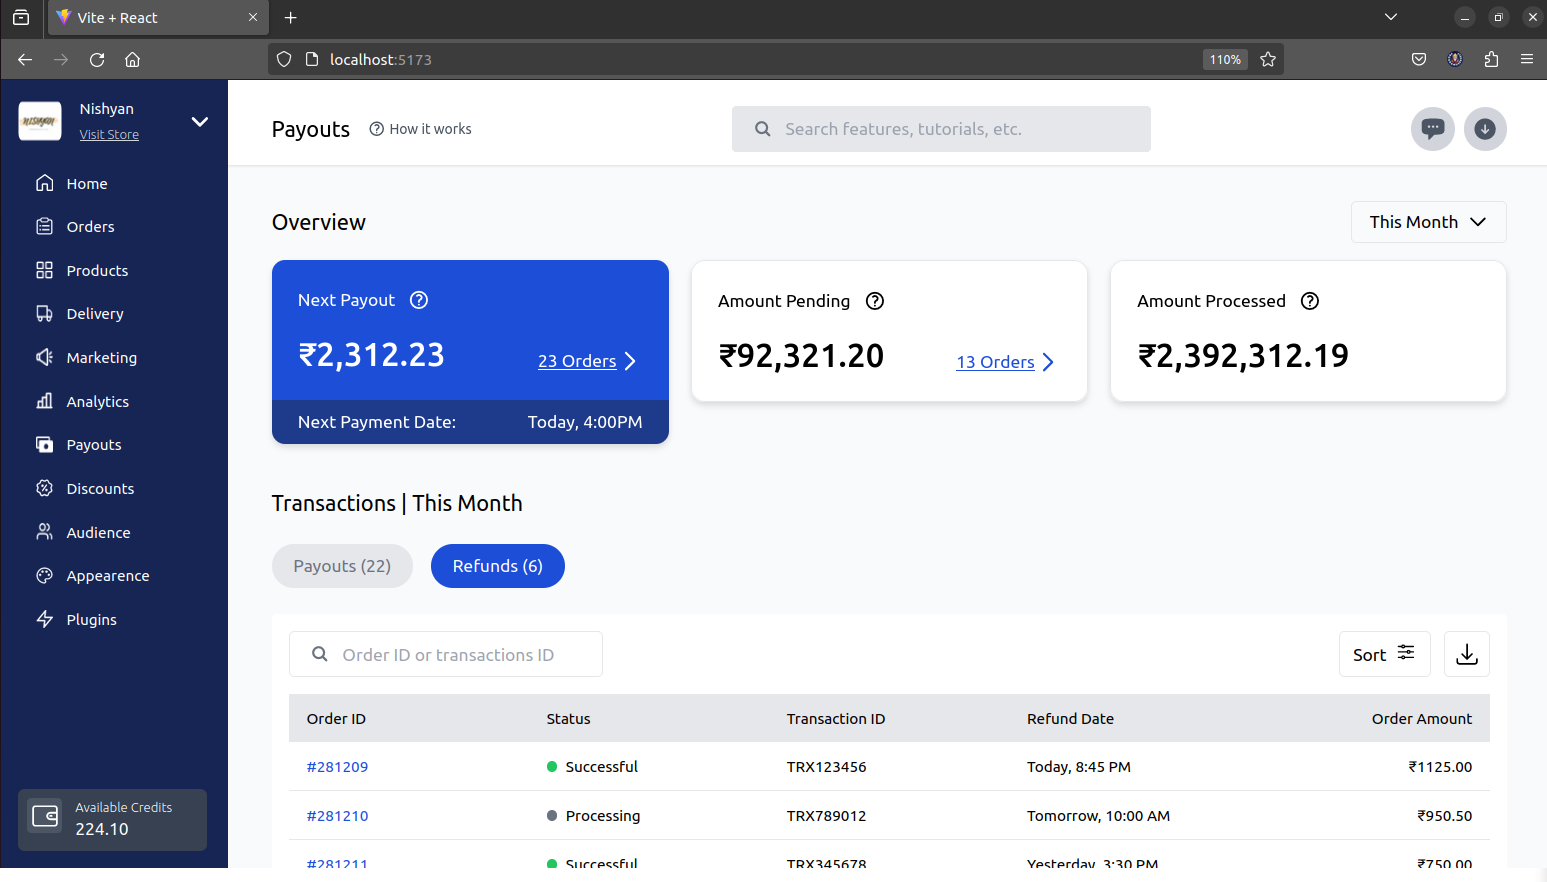 Vite + React
localhost:5173
110%
NISHYAN
Nishyan
Visit Store
Home
Orders
Products
Delivery
Marketing
Analytics
Payouts
Discounts
Audience
Appearence
Plugins
Available Credits
224.10
Payouts
How it works
Search features, tutorials, etc.
Overview
This Month
Next Payout
₹2,312.23
23 Orders
Next Payment Date:
Today, 4:00PM
Amount Pending
₹92,321.20
13 Orders
Amount Processed
₹2,392,312.19
Transactions | This Month
Payouts (22)
Refunds (6)
Order ID or transactions ID
Sort
Order ID Status Transaction ID Refund Date Order Amount
#281209 Successful TRX123456 Today, 8:45 PM ₹1125.00
#281210 Processing TRX789012 Tomorrow, 10:00 AM ₹950.50
#281211 Successful TRX345678 Yesterday, 3:30 PM ₹750.00